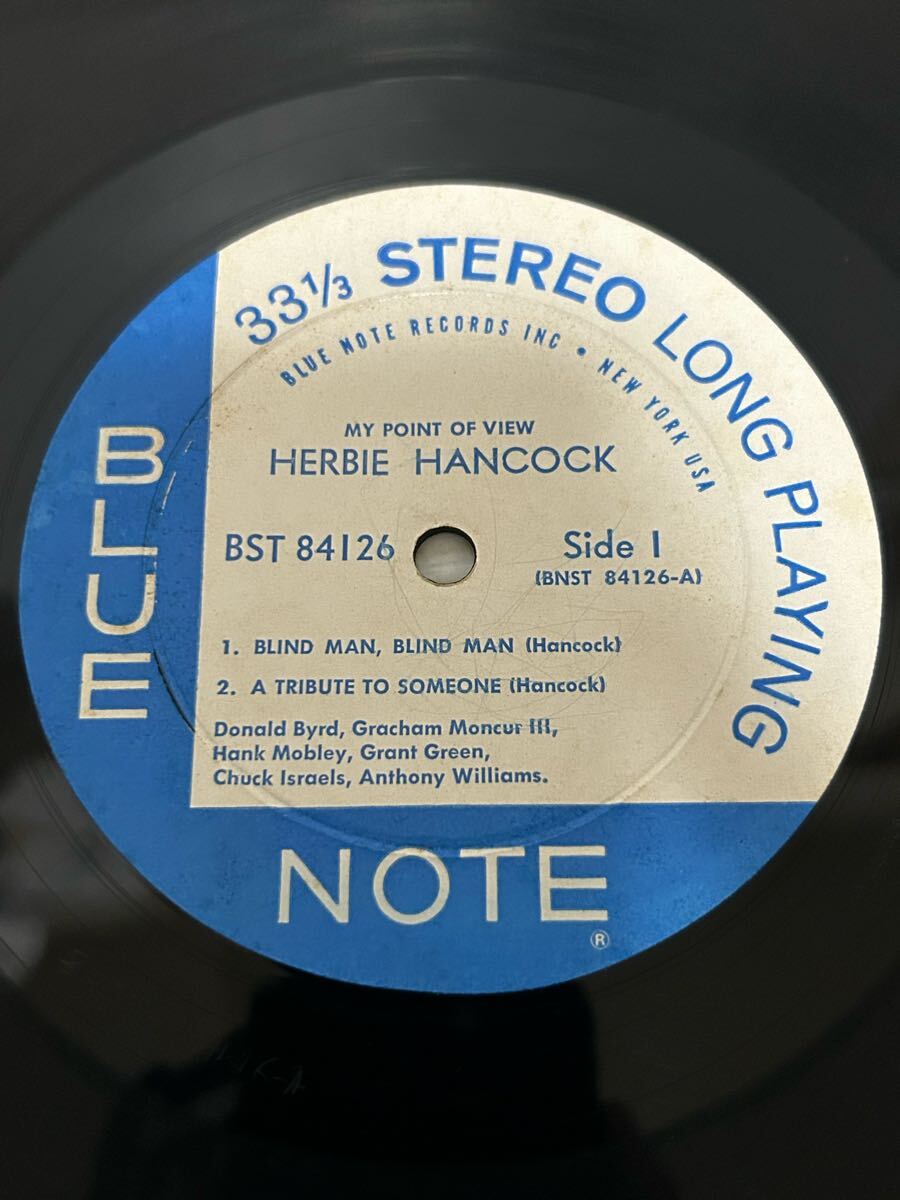 33⅓ STEREO LONG PLAYING
BLUE NOTE RECORDS INC • NEW YORK USA
MY POINT OF VIEW
HERBIE HANCOCK
BST 84126
Side 1
(BNST 84126-A)
1. BLIND MAN, BLIND MAN (Hancock)
2. A TRIBUTE TO SOMEONE (Hancock)
Donald Byrd, Gracham Moncur III,
Hank Mobley, Grant Green,
Chuck Israels, Anthony Williams.
BLUE
NOTE
®